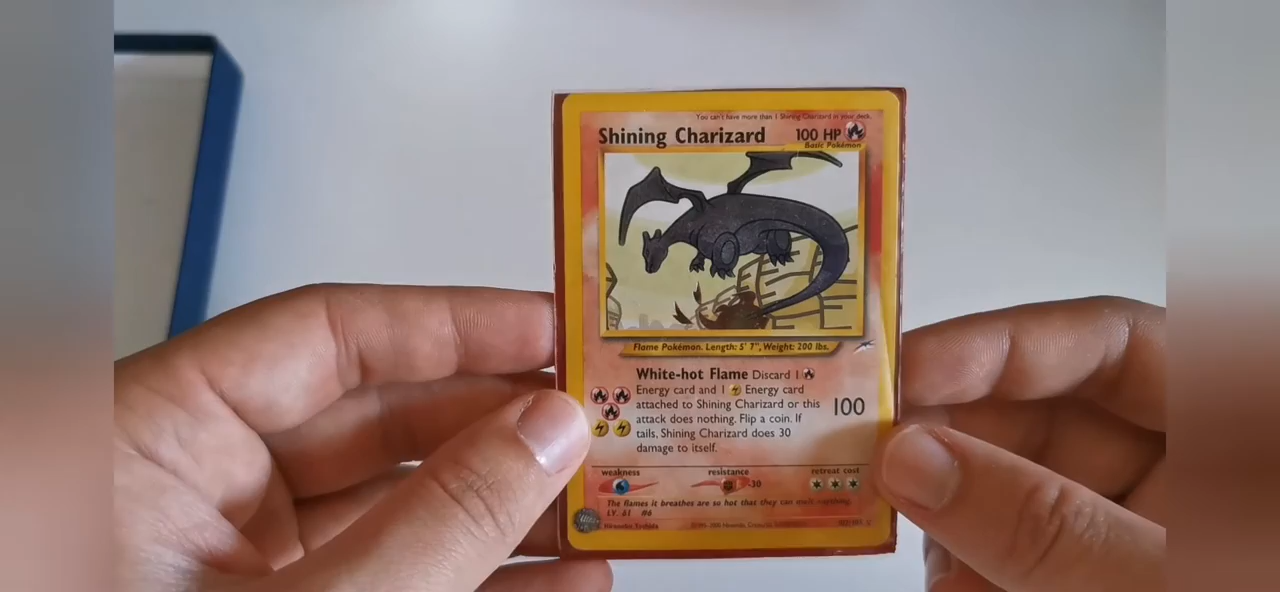 You can't have more than 1 Shining Charizard in your deck.
Shining Charizard 100 HP
Basic Pokémon
Flame Pokémon. Length: 5' 7", Weight: 200 lbs.
White-hot Flame Discard 1
Energy card and 1 Energy card
attached to Shining Charizard or this
attack does nothing. Flip a coin. If
tails, Shining Charizard does 30
damage to itself.
100
weakness resistance retreat cost
-30
The flames it breathes are so hot that they can melt anything.
LV. 61 #6